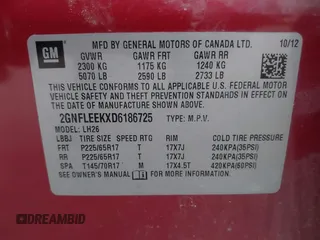 GM
MFD BY GENERAL MOTORS OF CANADA LTD.
10/12
GVWR GAWR FRT GAWR RR
2300 KG 1175 KG 1240 KG
5070 LB 2590 LB 2733 LB
THIS VEHICLE CONFORMS TO ALL APPLICABLE U.S. FEDERAL
MOTOR VEHICLE SAFETY, BUMPER, AND THEFT PREVENTION
STANDARDS IN EFFECT ON THE DATE OF MANUFACTURE
SHOWN ABOVE.
2GNFLEEKXD6186725 TYPE: M.P.V.
MODEL: LH26
LBBJ TIRE SIZE SPEED RTG RIM COLD TIRE PRESSURE
FRT P225/65R17 T 17X7J 240KPA(35PSI)
RR P225/65R17 T 17X7J 240KPA(35PSI)
SPA T145/70R17 M 17X4.5T 420KPA(60PSI)
SEE OWNER'S MANUAL FOR ADDITIONAL INFORMATION.
DREAMBID